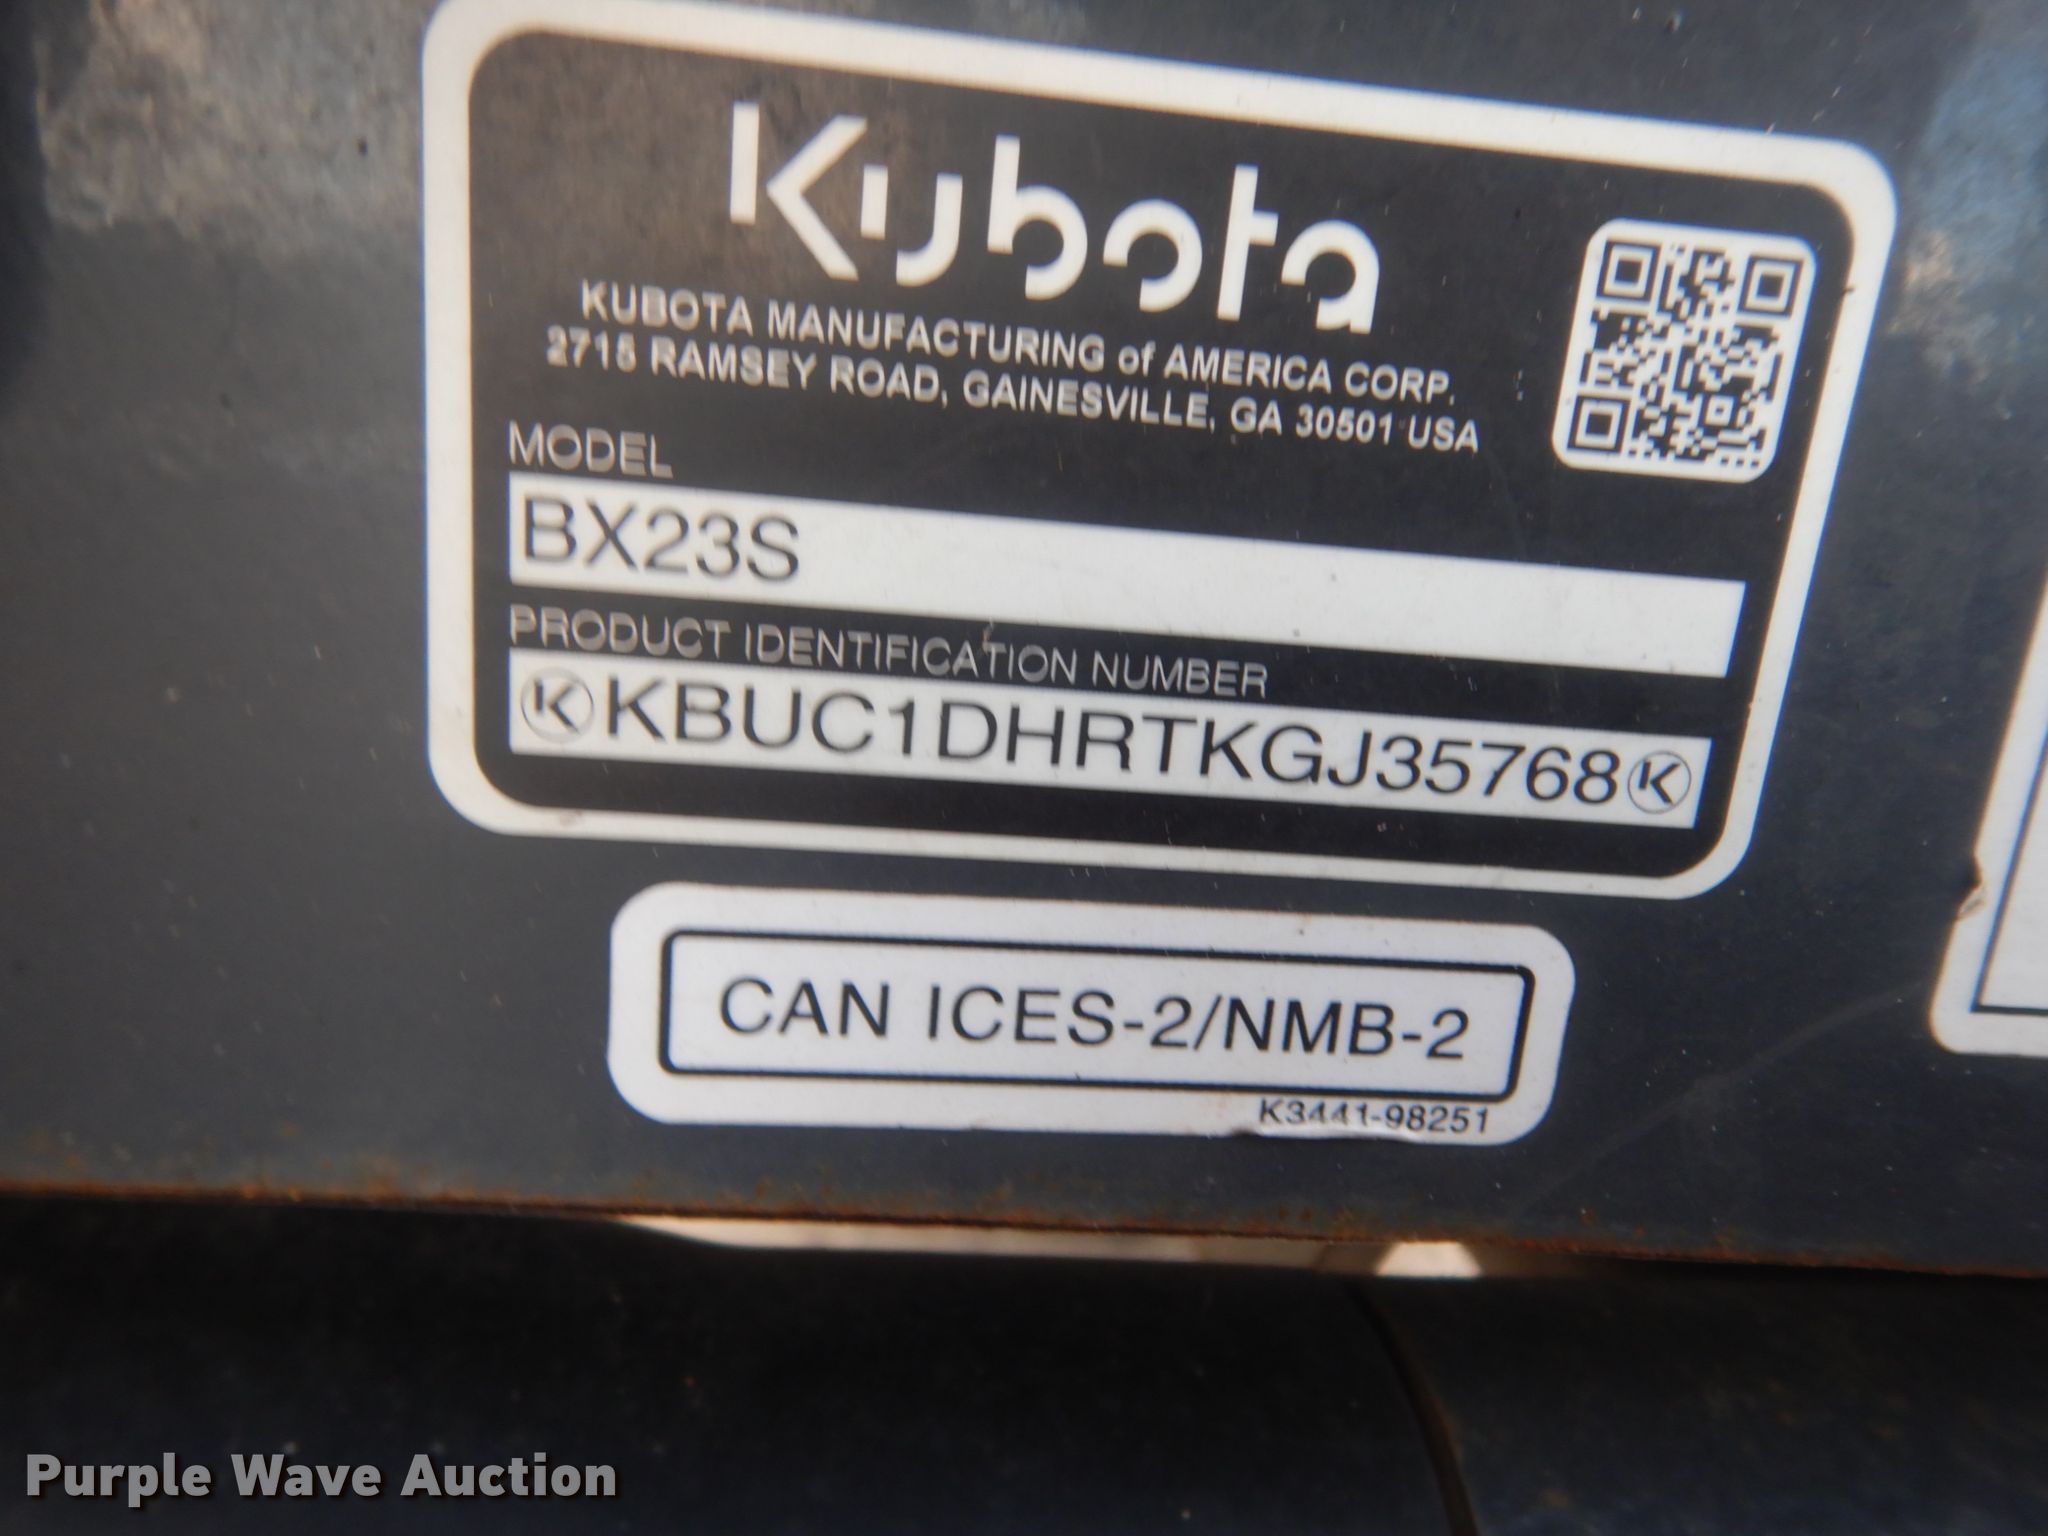 Kubota
KUBOTA MANUFACTURING of AMERICA CORP.
2715 RAMSEY ROAD, GAINESVILLE, GA 30501 USA
MODEL
BX23S
PRODUCT IDENTIFICATION NUMBER
KKBUC1DHRTKGJ35768K
CAN ICES-2/NMB-2
K3441-98251
Purple Wave Auction